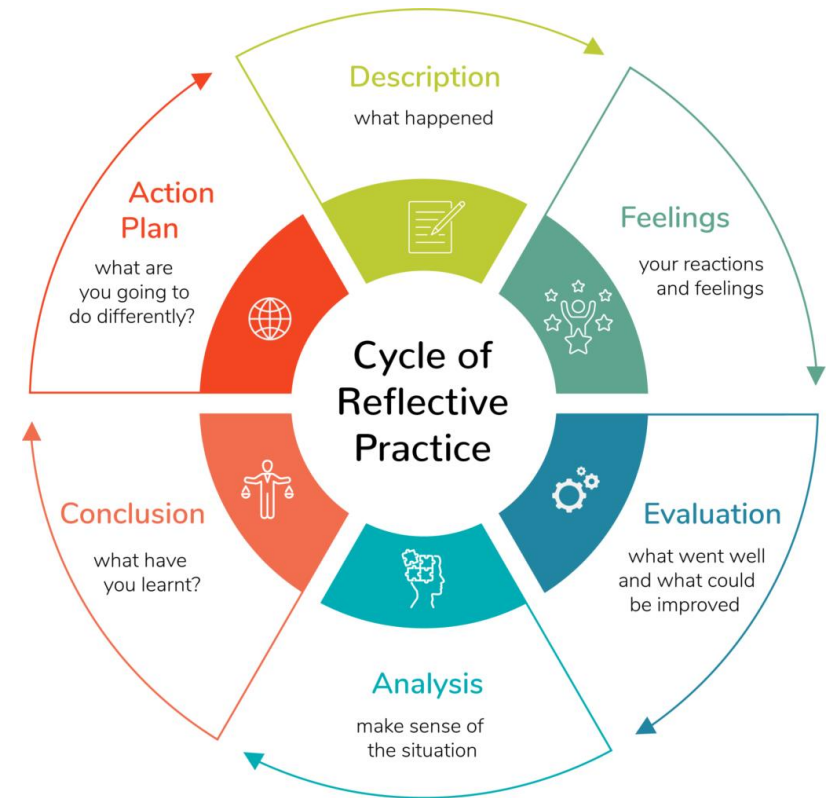 Cycle of
Reflective
Practice
Description
what happened
Feelings
your reactions
and feelings
Evaluation
what went well
and what could
be improved
Analysis
make sense of
the situation
Conclusion
what have
you learnt?
Action
Plan
what are
you going to
do differently?